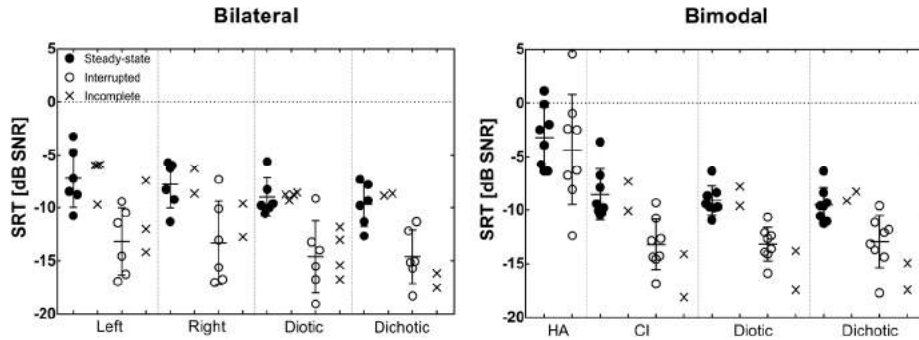 Bilateral
Bimodal
SRT [dB SNR]
5
0
-5
-10
-15
-20
Steady-state
Interrupted
Incomplete
Left
Right
Diotic
Dichotic
SRT [dB SNR]
5
0
-5
-10
-15
-20
HA
CI
Diotic
Dichotic